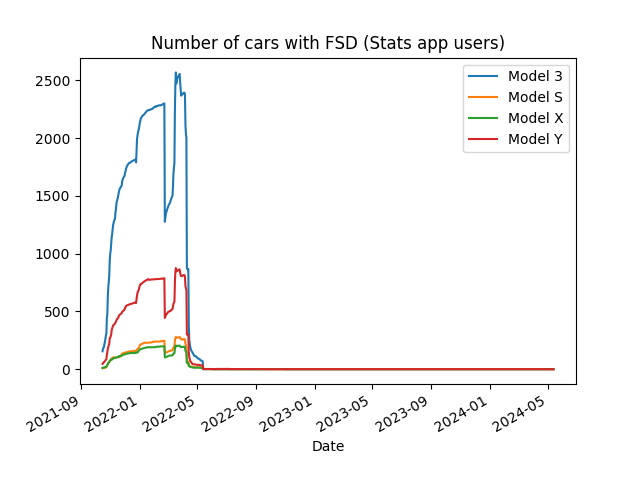 Number of cars with FSD (Stats app users)
2500
2000
1500
1000
500
0
Model 3
Model S
Model X
Model Y
2021-09
2022-01
2022-05
2022-09
2023-01
2023-05
2023-09
2024-01
2024-05
Date